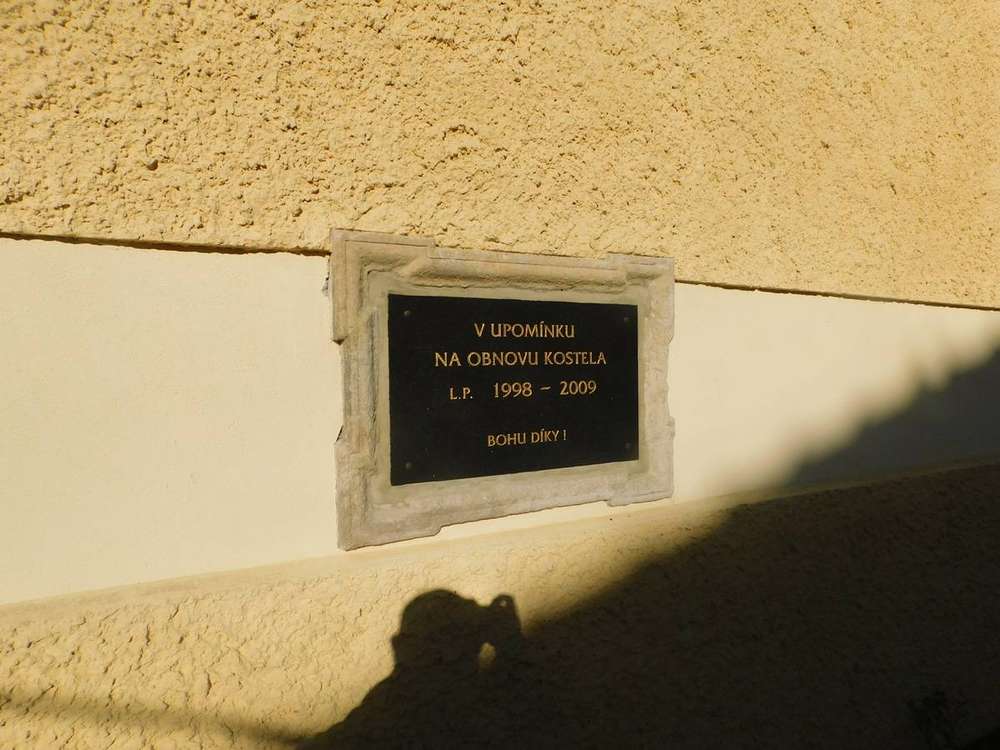 V UPOMÍNKU
NA OBNOVU KOSTELA
L.P. 1998 – 2009
BOHU DÍKY !